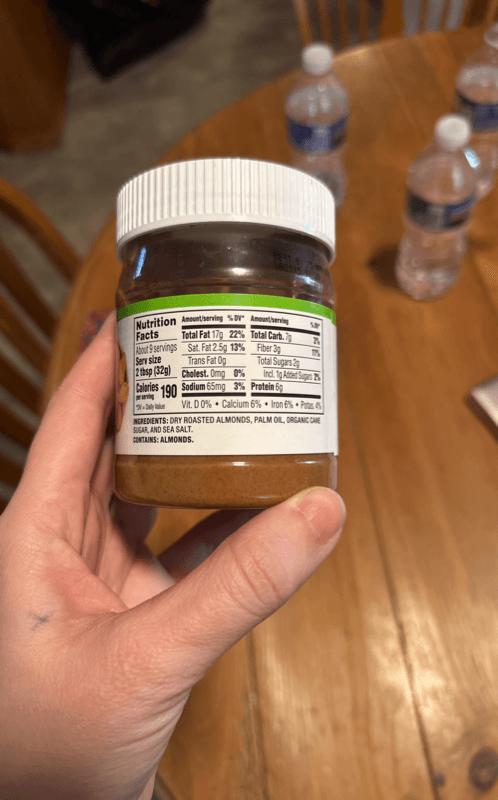 Nutrition Facts
About 9 servings
Serv size
2 tbsp (32g)
Calories 190
per serving
*DV = Daily Value
Amount/serving % DV*
Total Fat 17g 22%
Sat. Fat 2.5g 13%
Trans Fat 0g
Cholest. 0mg 0%
Sodium 65mg 3%
Amount/serving %DV*
Total Carb. 7g 3%
Fiber 3g 11%
Total Sugars 2g
Incl. 1g Added Sugars 2%
Protein 6g
Vit. D 0% • Calcium 6% • Iron 6% • Potas. 4%
INGREDIENTS: DRY ROASTED ALMONDS, PALM OIL, ORGANIC CANE
SUGAR, AND SEA SALT.
CONTAINS: ALMONDS.